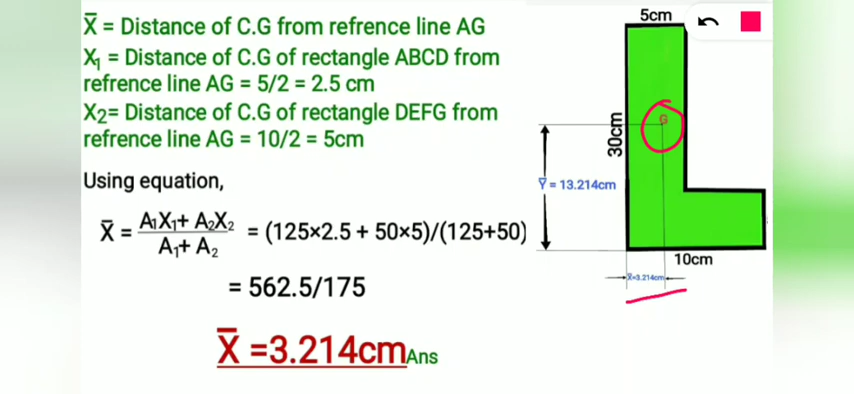 X̄ = Distance of C.G from refrence line AG
X₁ = Distance of C.G of rectangle ABCD from
refrence line AG = 5/2 = 2.5 cm
X₂= Distance of C.G of rectangle DEFG from
refrence line AG = 10/2 = 5cm
Using equation,
X̄ = (A₁X₁+ A₂X₂)/(A₁+ A₂) = (125×2.5 + 50×5)/(125+50)
= 562.5/175
X̄ =3.214cm Ans
5cm
G
30cm
Ȳ = 13.214cm
10cm
X̄=3.214cm